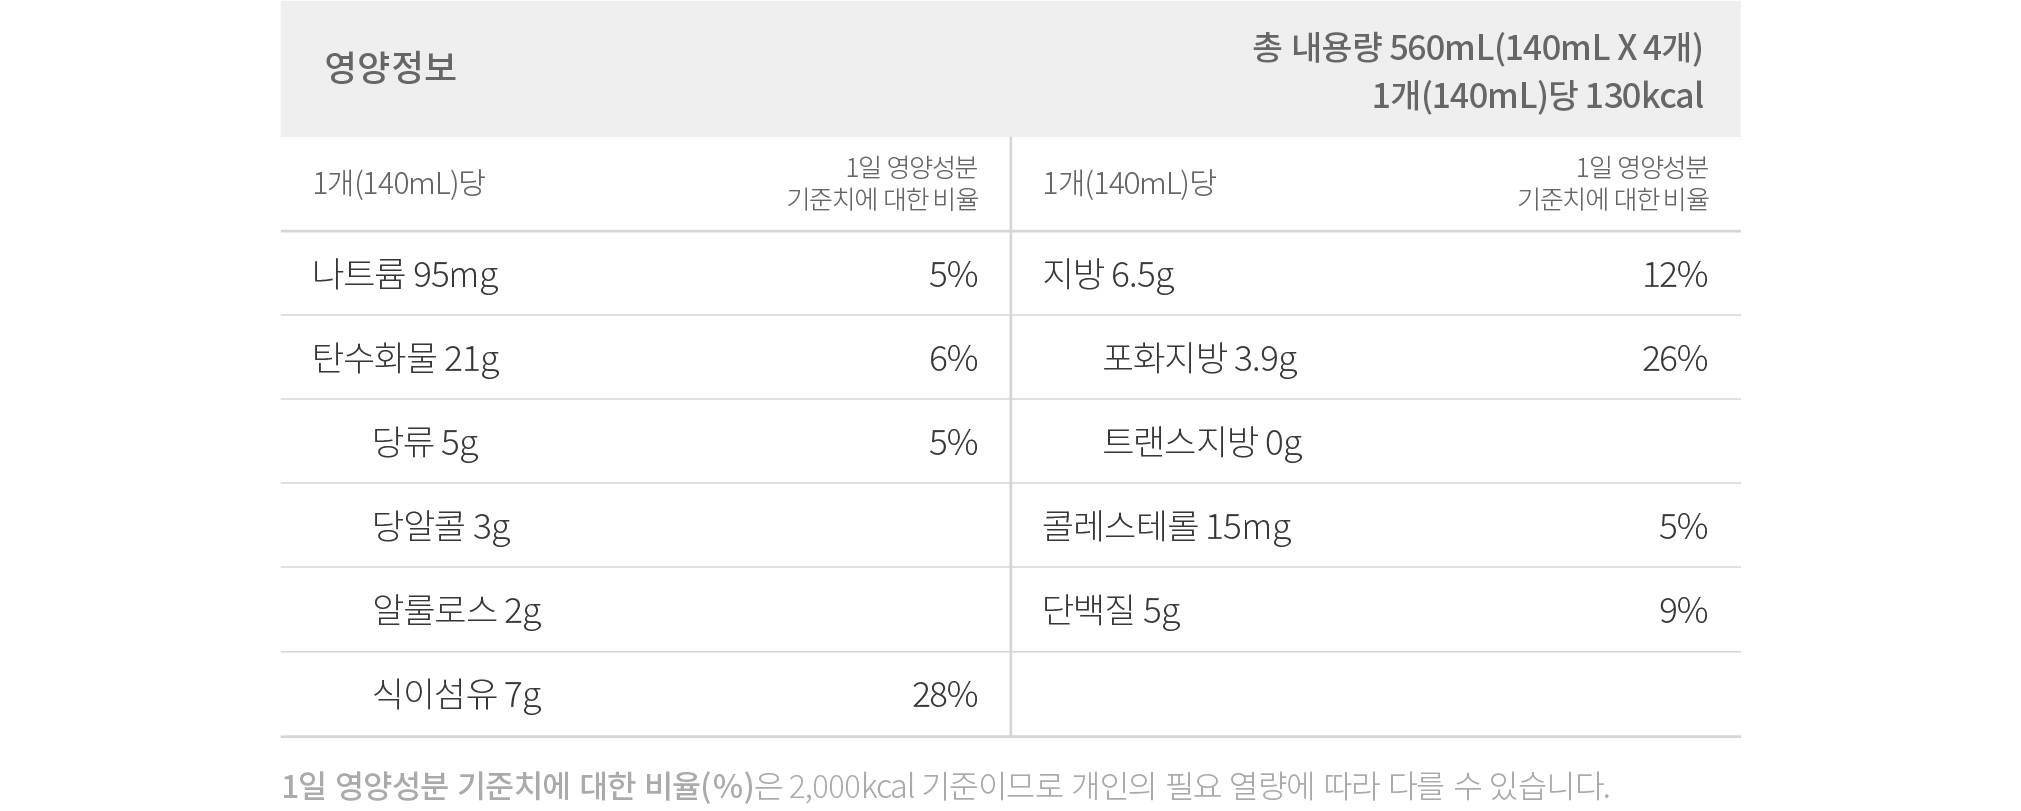 영양정보
총 내용량 560mL(140mL X 4개)
1개(140mL)당 130kcal
1개(140mL)당
1일 영양성분
기준치에 대한 비율
1개(140mL)당
1일 영양성분
기준치에 대한 비율
나트륨 95mg 5%
지방 6.5g 12%
탄수화물 21g 6%
포화지방 3.9g 26%
당류 5g 5%
트랜스지방 0g
당알콜 3g
콜레스테롤 15mg 5%
알룰로스 2g
단백질 5g 9%
식이섬유 7g 28%
1일 영양성분 기준치에 대한 비율(%)은 2,000kcal 기준이므로 개인의 필요 열량에 따라 다를 수 있습니다.